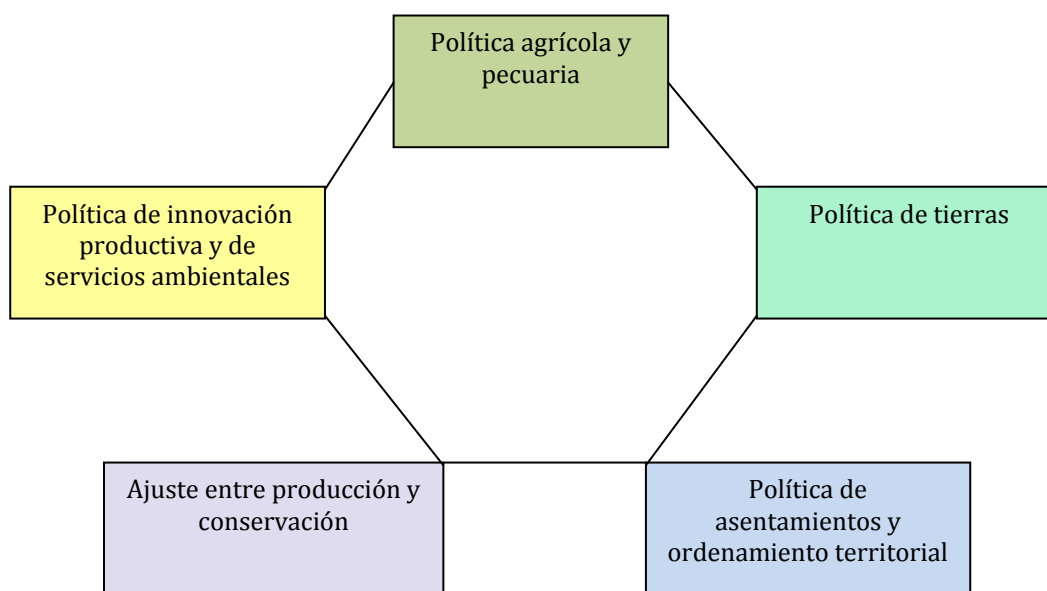 Política agrícola y
pecuaria
Política de innovación
productiva y de
servicios ambientales
Política de tierras
Ajuste entre producción y
conservación
Política de
asentamientos y
ordenamiento territorial